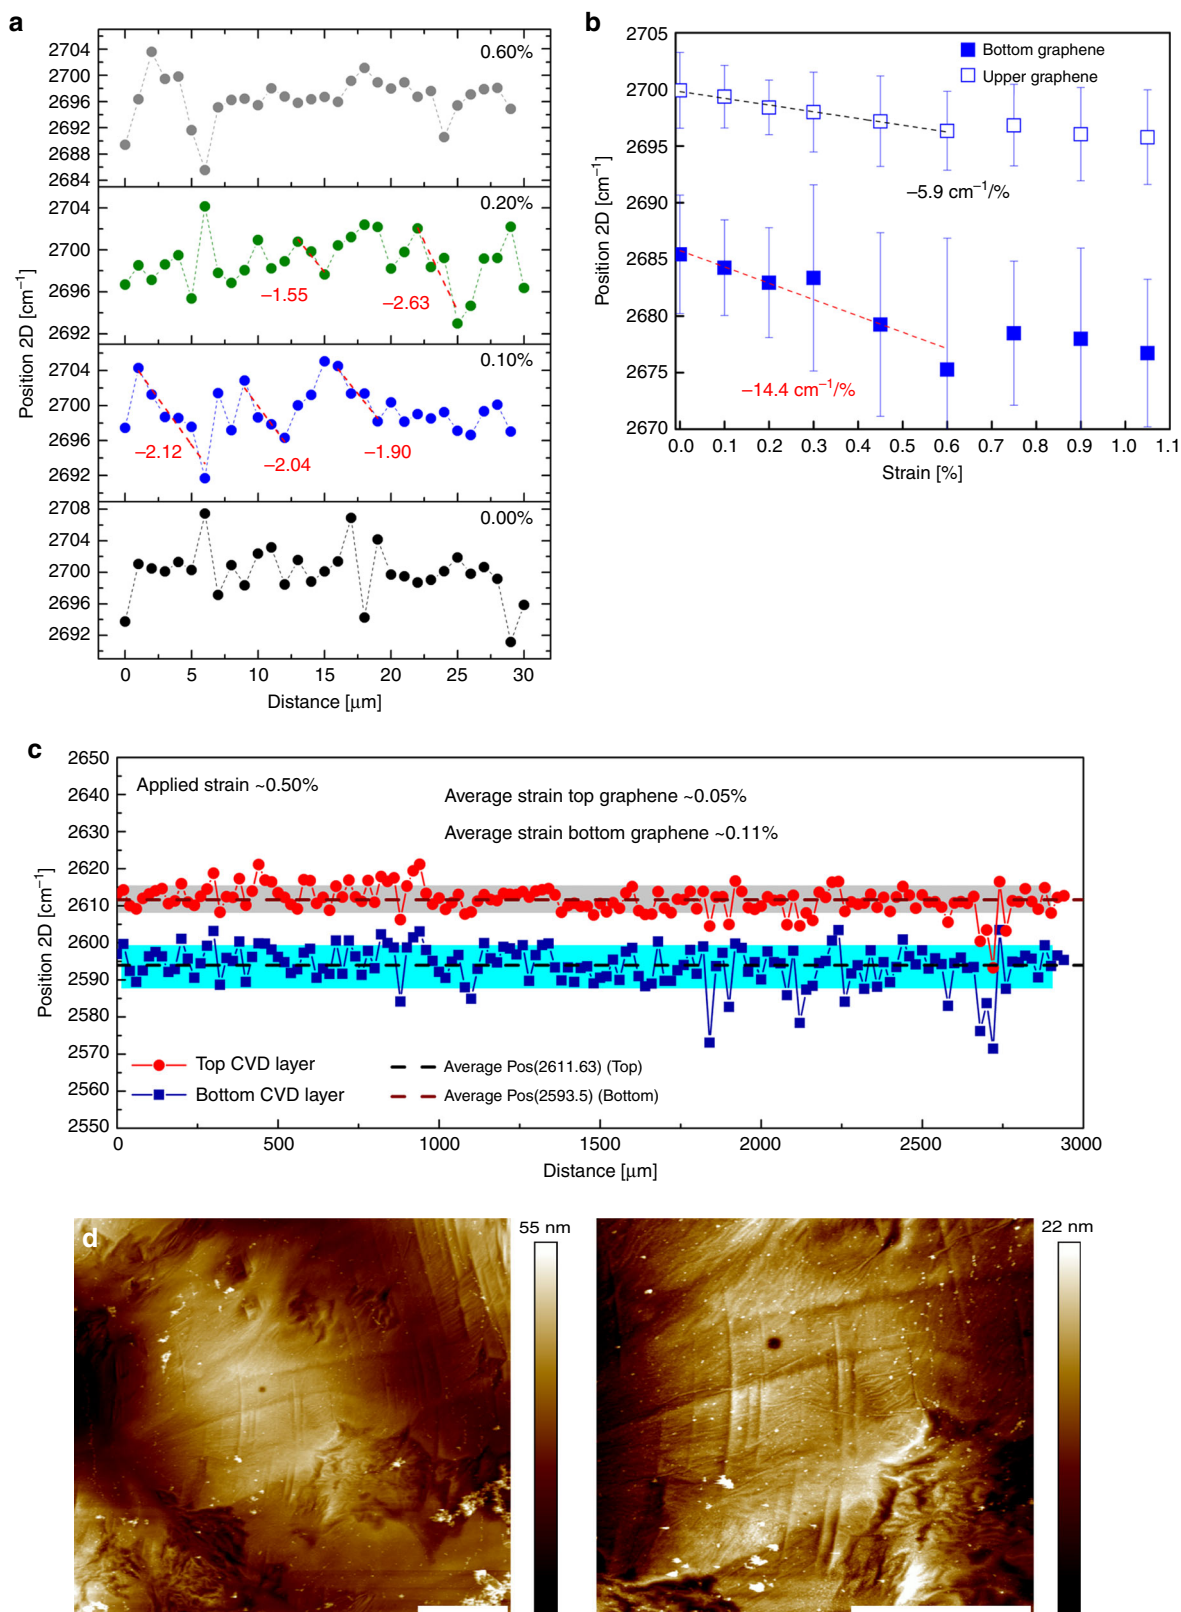 a
Position 2D [cm−1]
2704
2700
2696
2692
2688
2684
0.60%
2704
2700
2696
2692
0.20%
−1.55
−2.63
2704
2700
2696
2692
0.10%
−2.12
−2.04
−1.90
2708
2704
2700
2696
2692
0.00%
0 5 10 15 20 25 30
Distance [μm]
b
Position 2D [cm−1]
2705
2700
2695
2690
2685
2680
2675
2670
Bottom graphene
Upper graphene
−5.9 cm−1/%
−14.4 cm−1/%
0.0 0.1 0.2 0.3 0.4 0.5 0.6 0.7 0.8 0.9 1.0 1.1
Strain [%]
c
Position 2D [cm−1]
2650
2640
2630
2620
2610
2600
2590
2580
2570
2560
2550
Applied strain ~0.50%
Average strain top graphene ~0.05%
Average strain bottom graphene ~0.11%
Top CVD layer
Bottom CVD layer
Average Pos(2611.63) (Top)
Average Pos(2593.5) (Bottom)
0 500 1000 1500 2000 2500 3000
Distance [μm]
d
55 nm
22 nm